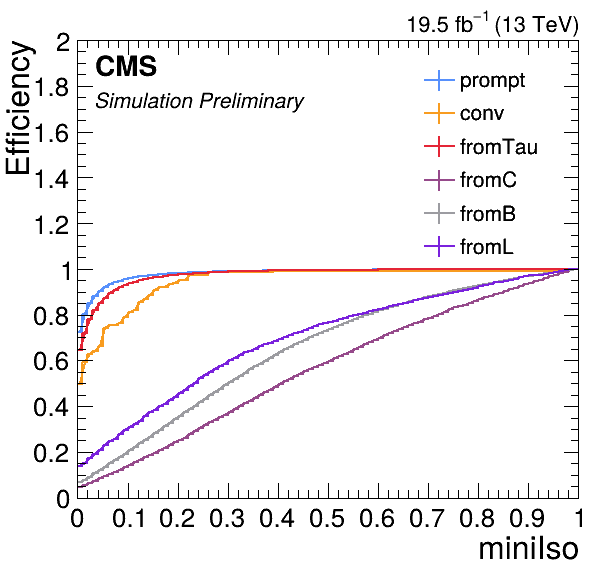 19.5 fb⁻¹ (13 TeV)
CMS
Simulation Preliminary
prompt
conv
fromTau
fromC
fromB
fromL
Efficiency
2
1.8
1.6
1.4
1.2
1
0.8
0.6
0.4
0.2
0
0 0.1 0.2 0.3 0.4 0.5 0.6 0.7 0.8 0.9 1
miniIso